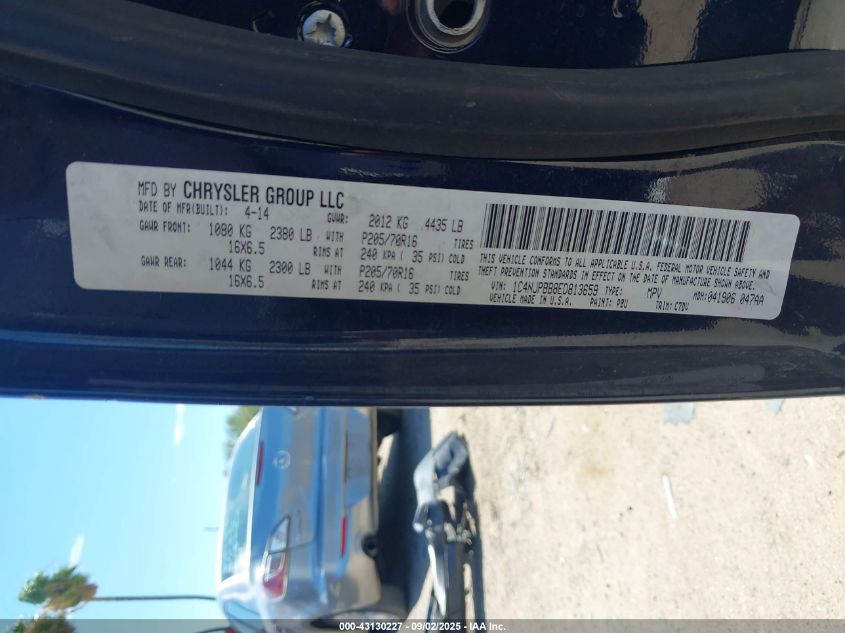 MFD BY CHRYSLER GROUP LLC
DATE OF MFR(BUILT): 4-14 GVWR: 2012 KG 4435 LB
GAWR FRONT: 1080 KG 2380 LB WITH P205/70R16 TIRES
16X6.5 RIMS AT 240 KPA ( 35 PSI) COLD
GAWR REAR: 1044 KG 2300 LB WITH P205/70R16 TIRES
16X6.5 RIMS AT 240 KPA ( 35 PSI) COLD
THIS VEHICLE CONFORMS TO ALL APPLICABLE U.S.A. FEDERAL MOTOR VEHICLE SAFETY AND
THEFT PREVENTION STANDARDS IN EFFECT ON THE DATE OF MANUFACTURE SHOWN ABOVE.
VIN: 1C4NJPBB8ED813659 TYPE: MPV MDH: 041906 047AA
PAINT: PBU TRIM: C7DV
000-43130227 - 09/02/2025 - IAA Inc.